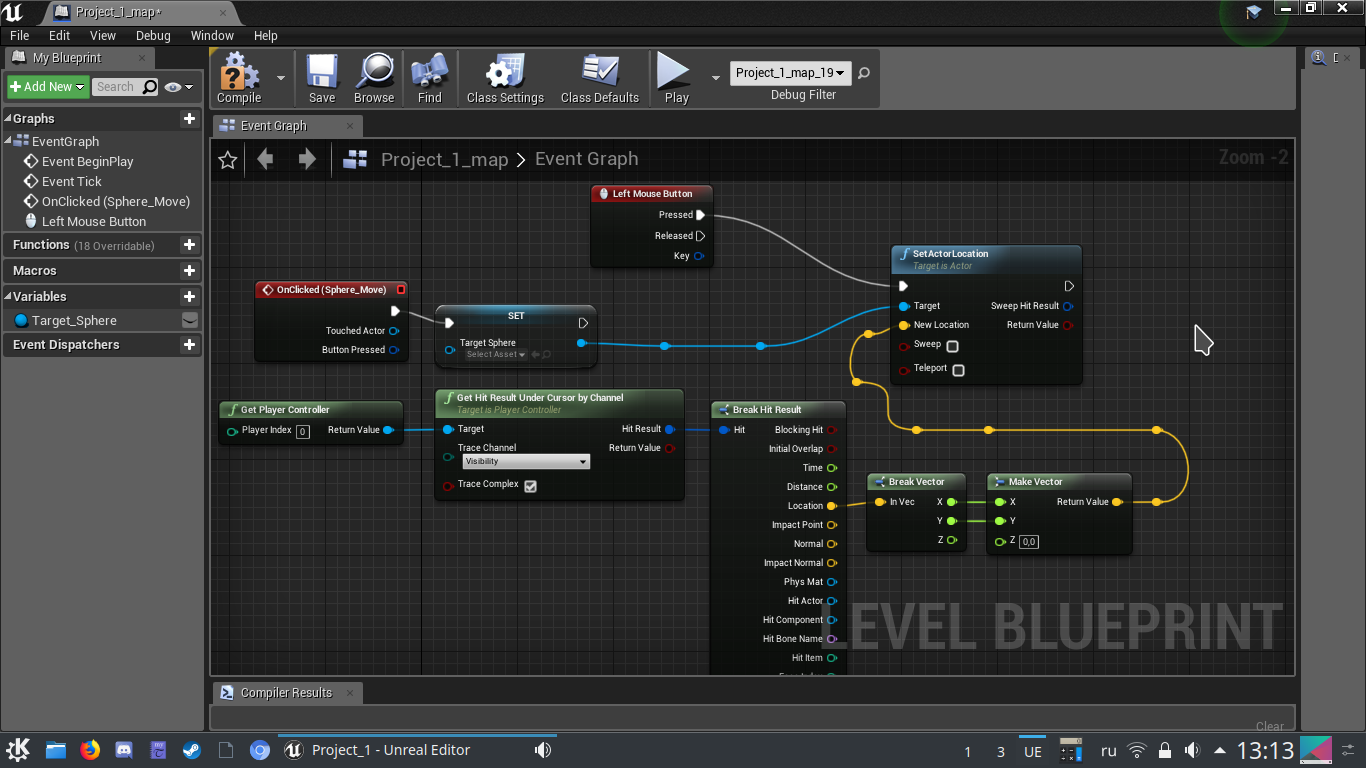 Project_1_map*
File Edit View Debug Window Help
My Blueprint
Add New
Search
Graphs
EventGraph
Event BeginPlay
Event Tick
OnClicked (Sphere_Move)
Left Mouse Button
Functions (18 Overridable)
Macros
Variables
Target_Sphere
Event Dispatchers
Compile
Save
Browse
Find
Class Settings
Class Defaults
Play
Project_1_map_19
Debug Filter
Event Graph
Project_1_map > Event Graph
Zoom -2
Left Mouse Button
Pressed
Released
Key
OnClicked (Sphere_Move)
Touched Actor
Button Pressed
SET
Target Sphere
Select Asset
SetActorLocation
Target is Actor
Target
Sweep Hit Result
New Location
Return Value
Sweep
Teleport
Get Player Controller
Player Index 0
Return Value
Get Hit Result Under Cursor by Channel
Target is Player Controller
Target
Hit Result
Trace Channel
Return Value
Visibility
Trace Complex
Break Hit Result
Hit
Blocking Hit
Initial Overlap
Time
Distance
Location
Impact Point
Normal
Impact Normal
Phys Mat
Hit Actor
Hit Component
Hit Bone Name
Hit Item
Break Vector
In Vec
X
Y
Z
Make Vector
X
Return Value
Y
Z 0,0
LEVEL BLUEPRINT
Compiler Results
Clear
Project_1 - Unreal Editor
1
3
UE
ru
13:13